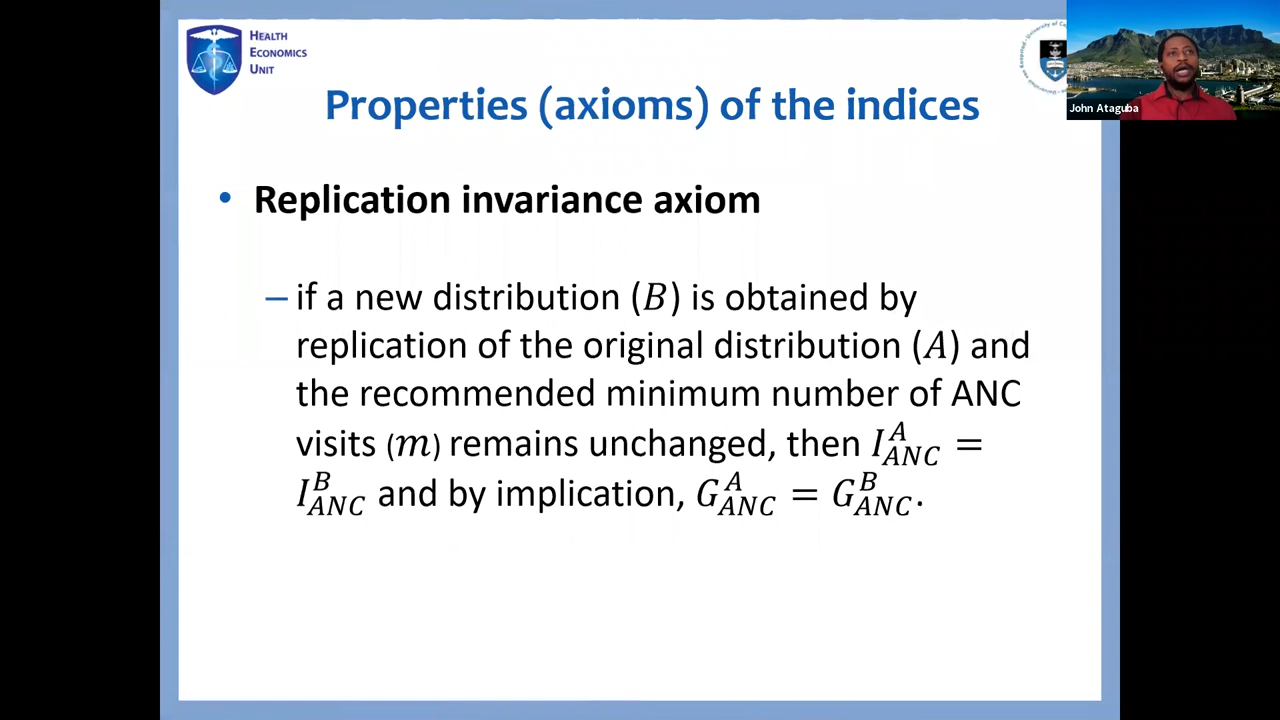 HEALTH
ECONOMICS
UNIT
John Ataguba
Properties (axioms) of the indices
• Replication invariance axiom
– if a new distribution (B) is obtained by
replication of the original distribution (A) and
the recommended minimum number of ANC
visits (m) remains unchanged, then I^A_ANC =
I^B_ANC and by implication, G^A_ANC = G^B_ANC.